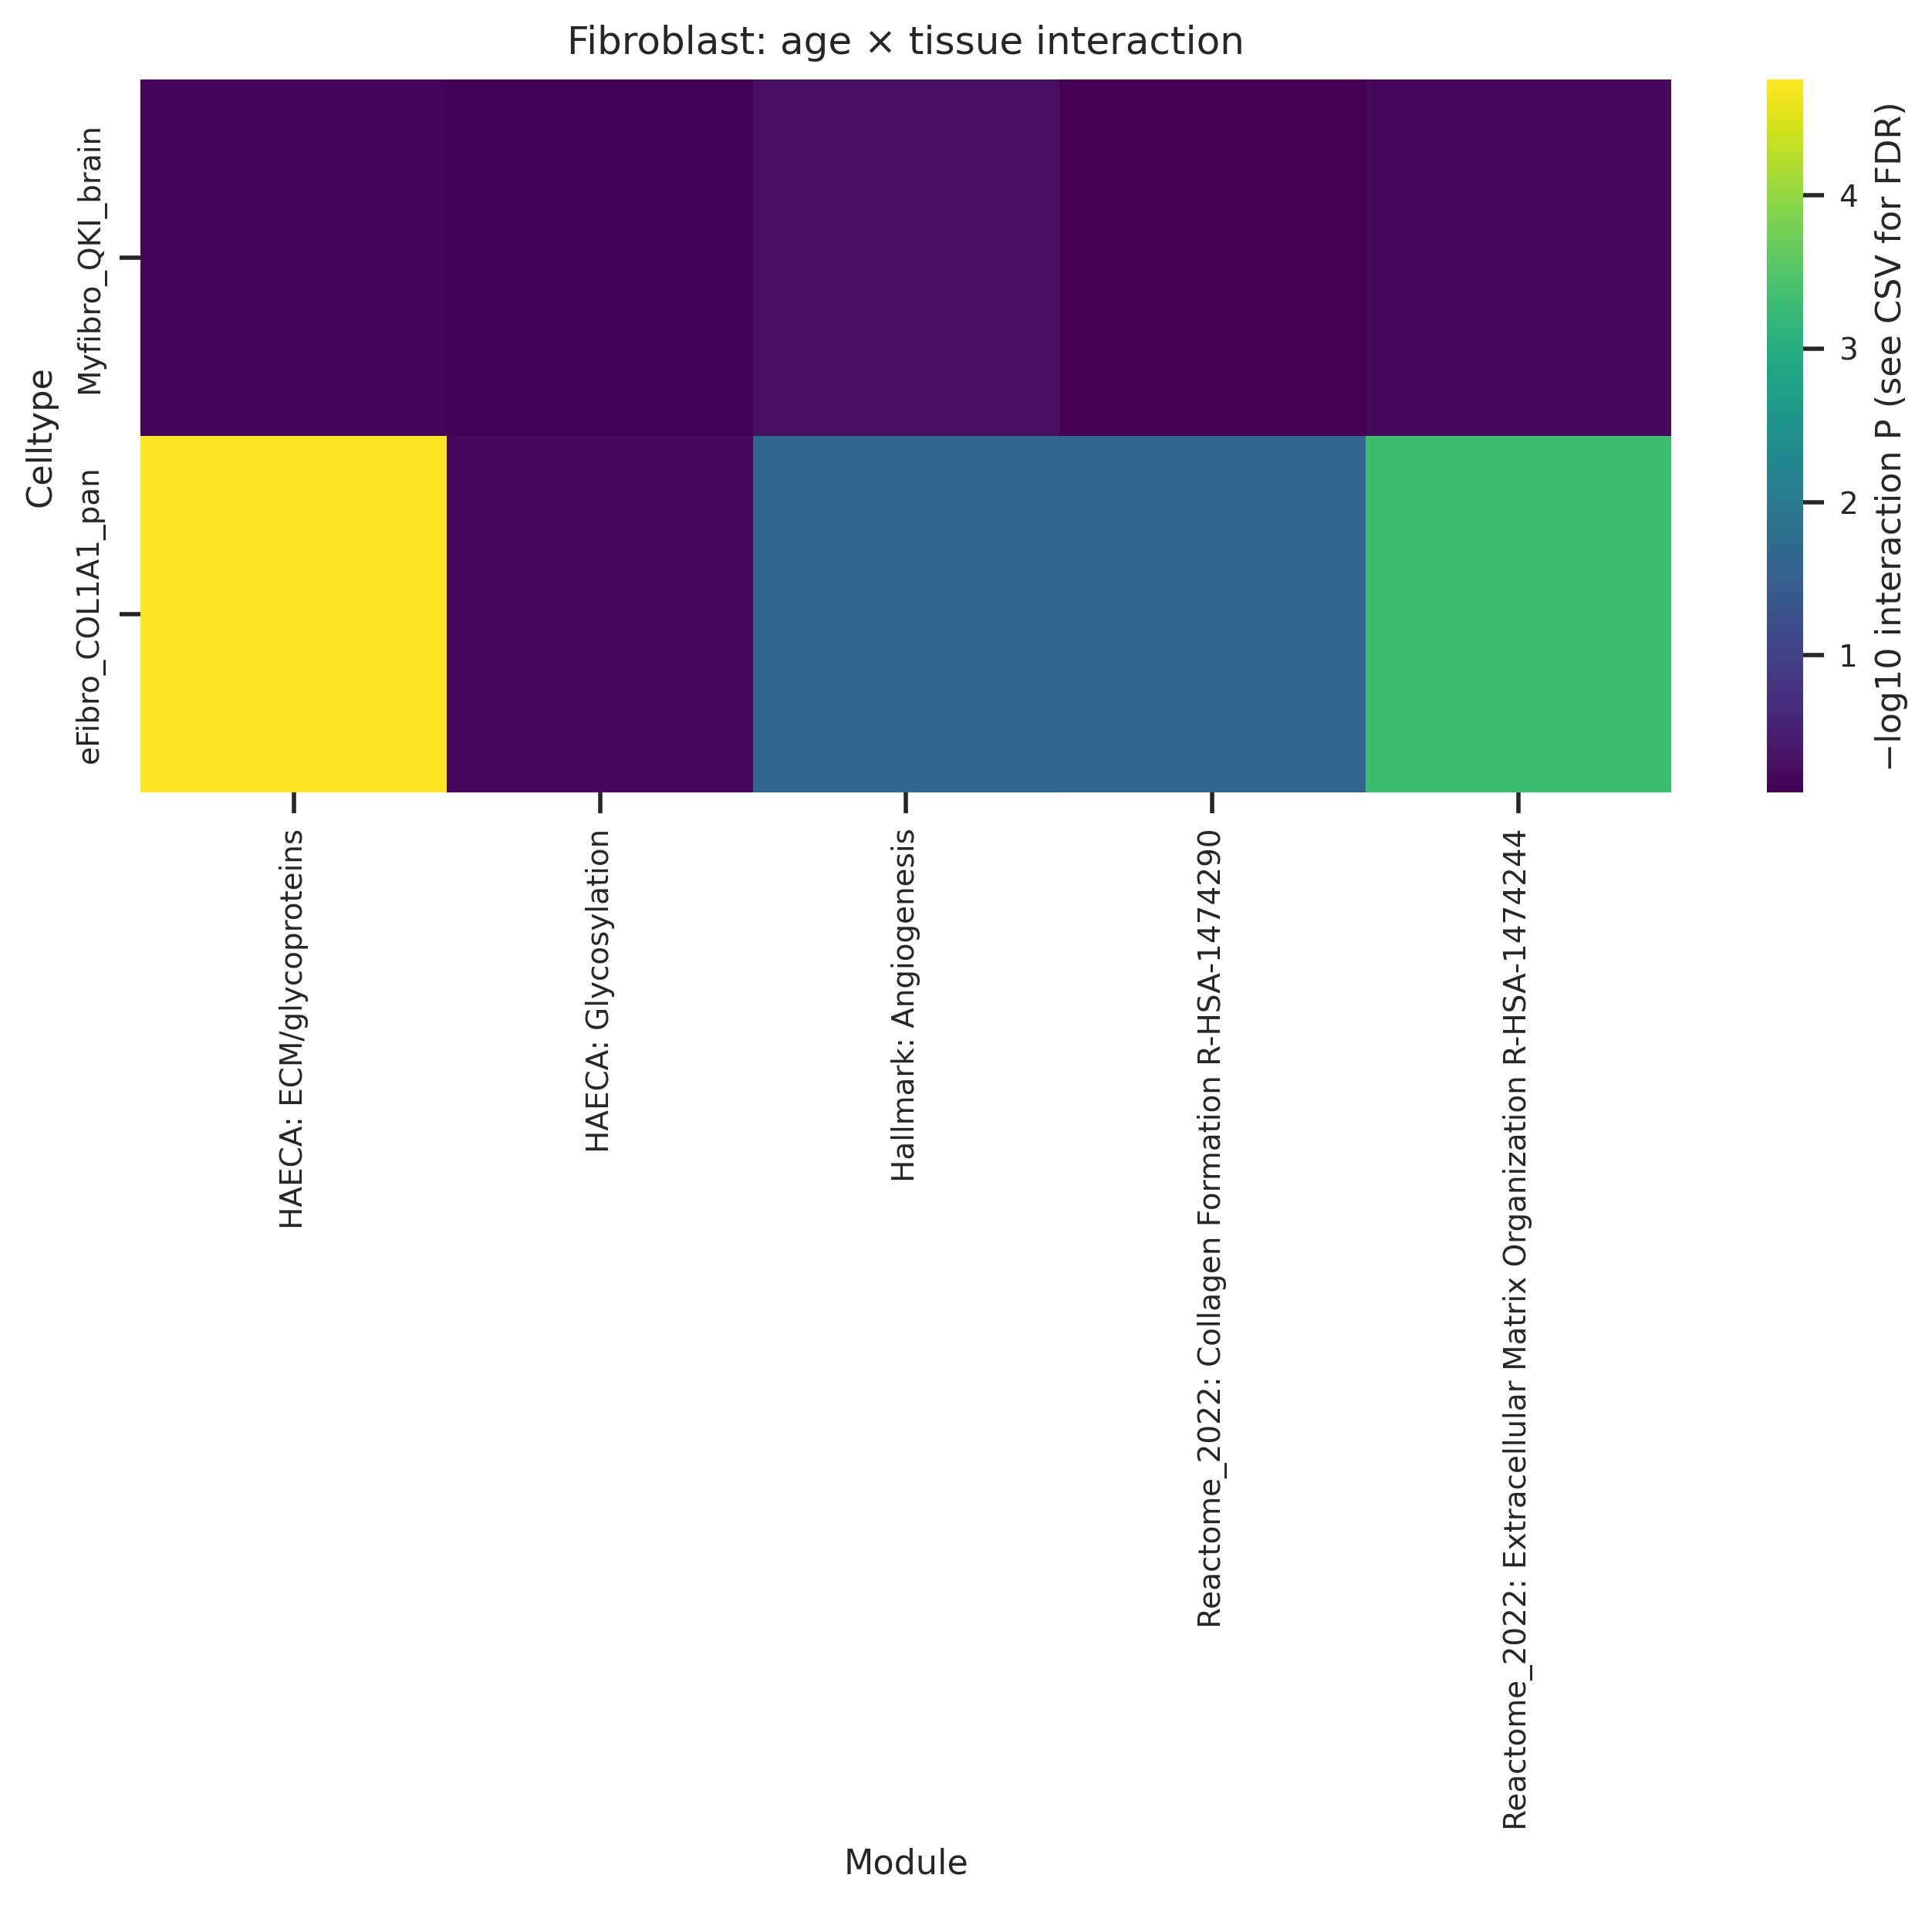 Fibroblast: age × tissue interaction
Celltype
Myfibro_QKI_brain
eFibro_COL1A1_pan
HAECA: ECM/glycoproteins
HAECA: Glycosylation
Hallmark: Angiogenesis
Reactome_2022: Collagen Formation R-HSA-1474290
Reactome_2022: Extracellular Matrix Organization R-HSA-1474244
Module
4
3
2
1
−log10 interaction P (see CSV for FDR)